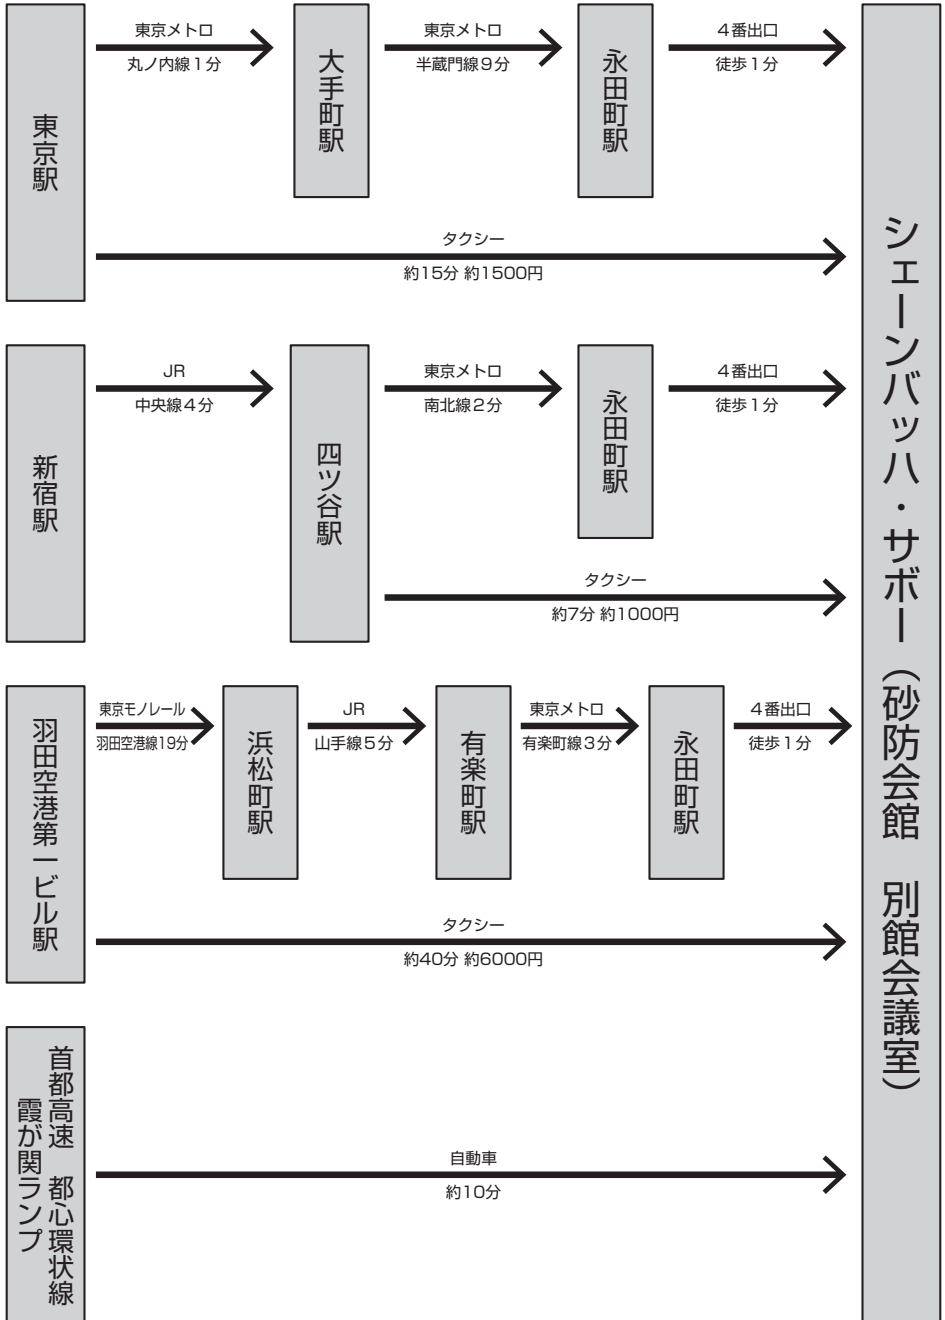 東京駅
東京メトロ
丸ノ内線1分
大手町駅
東京メトロ
半蔵門線9分
永田町駅
4番出口
徒歩1分
タクシー
約15分 約1500円
新宿駅
JR
中央線4分
四ツ谷駅
東京メトロ
南北線2分
永田町駅
4番出口
徒歩1分
タクシー
約7分 約1000円
羽田空港第一ビル駅
東京モノレール
羽田空港線19分
浜松町駅
JR
山手線5分
有楽町駅
東京メトロ
有楽町線3分
永田町駅
4番出口
徒歩1分
タクシー
約40分 約6000円
首都高速　都心環状線
霞が関ランプ
自動車
約10分
シェーンバッハ・サボー（砂防会館　別館会議室）